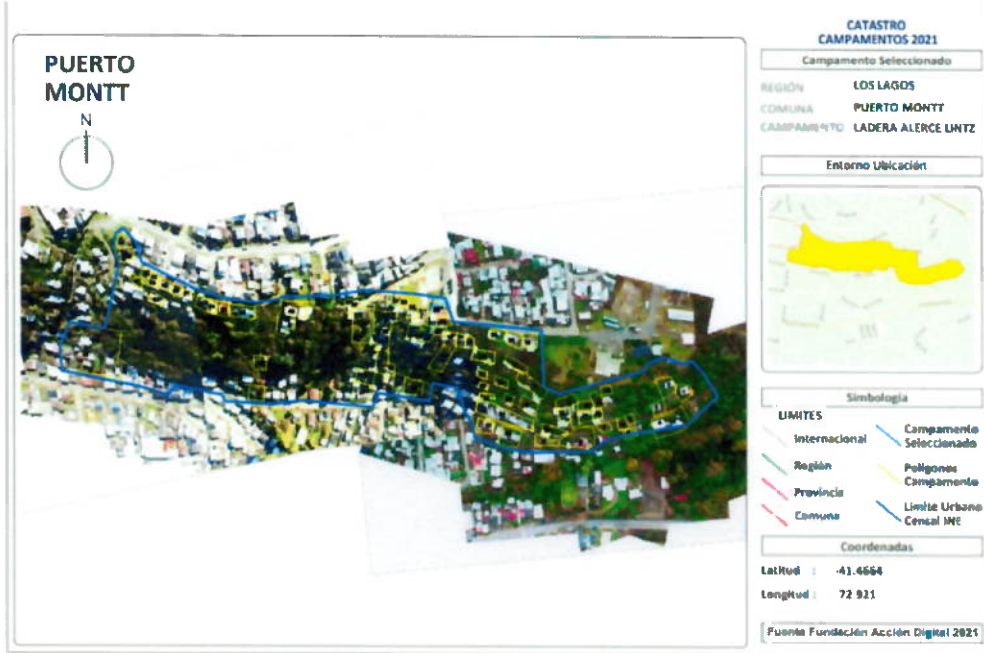 PUERTO
MONTT
N
CATASTRO
CAMPAMENTOS 2021
Campamento Seleccionado
REGIÓN LOS LAGOS
COMUNA PUERTO MONTT
CAMPAMENTO LADERA ALERCE LINTZ
Entorno Ubicación
Simbología
LIMITES
Internacional
Región
Provincia
Comuna
Campamento
Seleccionado
Poligonos
Campamento
Limite Urbano
Censal INE
Coordenadas
Latitud : -41.4664
Longitud : 72 921
Fuente Fundación Acción Digital 2021